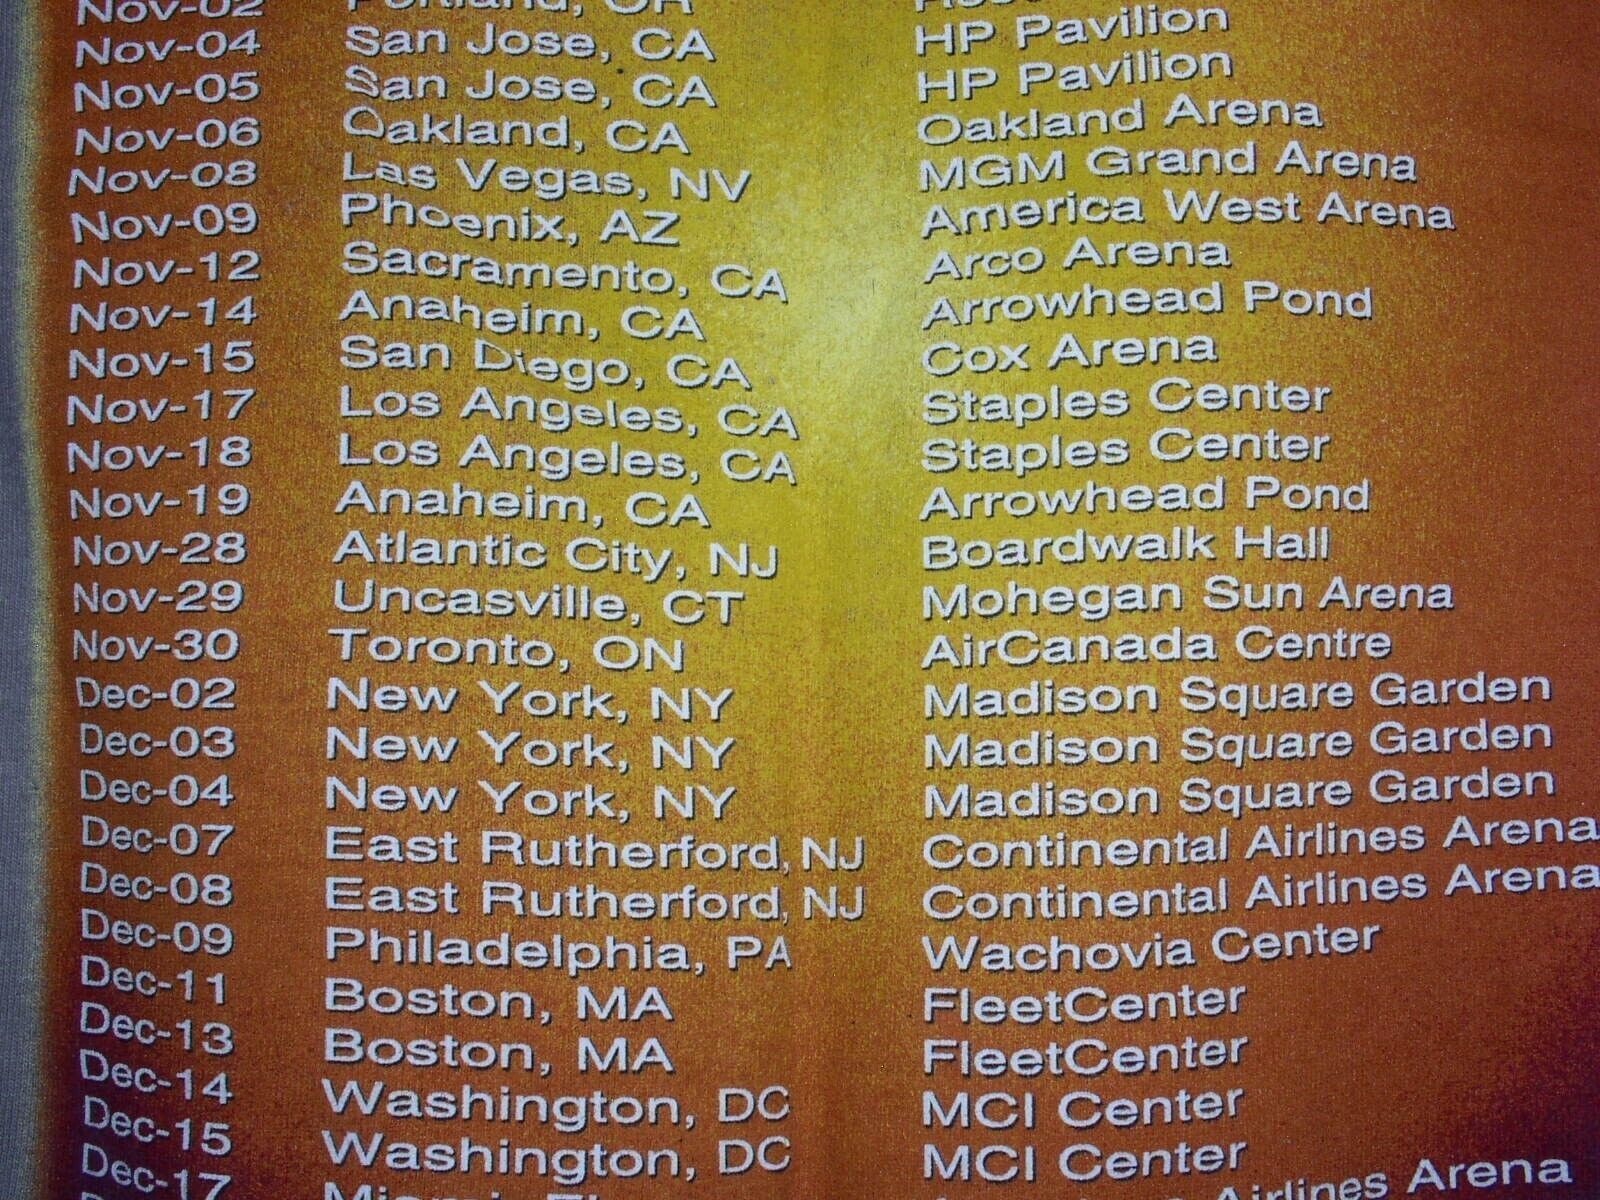 Nov-02 Portland, OR
Nov-04 San Jose, CA HP Pavilion
Nov-05 San Jose, CA HP Pavilion
Nov-06 Oakland, CA Oakland Arena
Nov-08 Las Vegas, NV MGM Grand Arena
Nov-09 Phoenix, AZ America West Arena
Nov-12 Sacramento, CA Arco Arena
Nov-14 Anaheim, CA Arrowhead Pond
Nov-15 San Diego, CA Cox Arena
Nov-17 Los Angeles, CA Staples Center
Nov-18 Los Angeles, CA Staples Center
Nov-19 Anaheim, CA Arrowhead Pond
Nov-28 Atlantic City, NJ Boardwalk Hall
Nov-29 Uncasville, CT Mohegan Sun Arena
Nov-30 Toronto, ON AirCanada Centre
Dec-02 New York, NY Madison Square Garden
Dec-03 New York, NY Madison Square Garden
Dec-04 New York, NY Madison Square Garden
Dec-07 East Rutherford, NJ Continental Airlines Arena
Dec-08 East Rutherford, NJ Continental Airlines Arena
Dec-09 Philadelphia, PA Wachovia Center
Dec-11 Boston, MA FleetCenter
Dec-13 Boston, MA FleetCenter
Dec-14 Washington, DC MCI Center
Dec-15 Washington, DC MCI Center
Dec-17 Miami, FL Airlines Arena